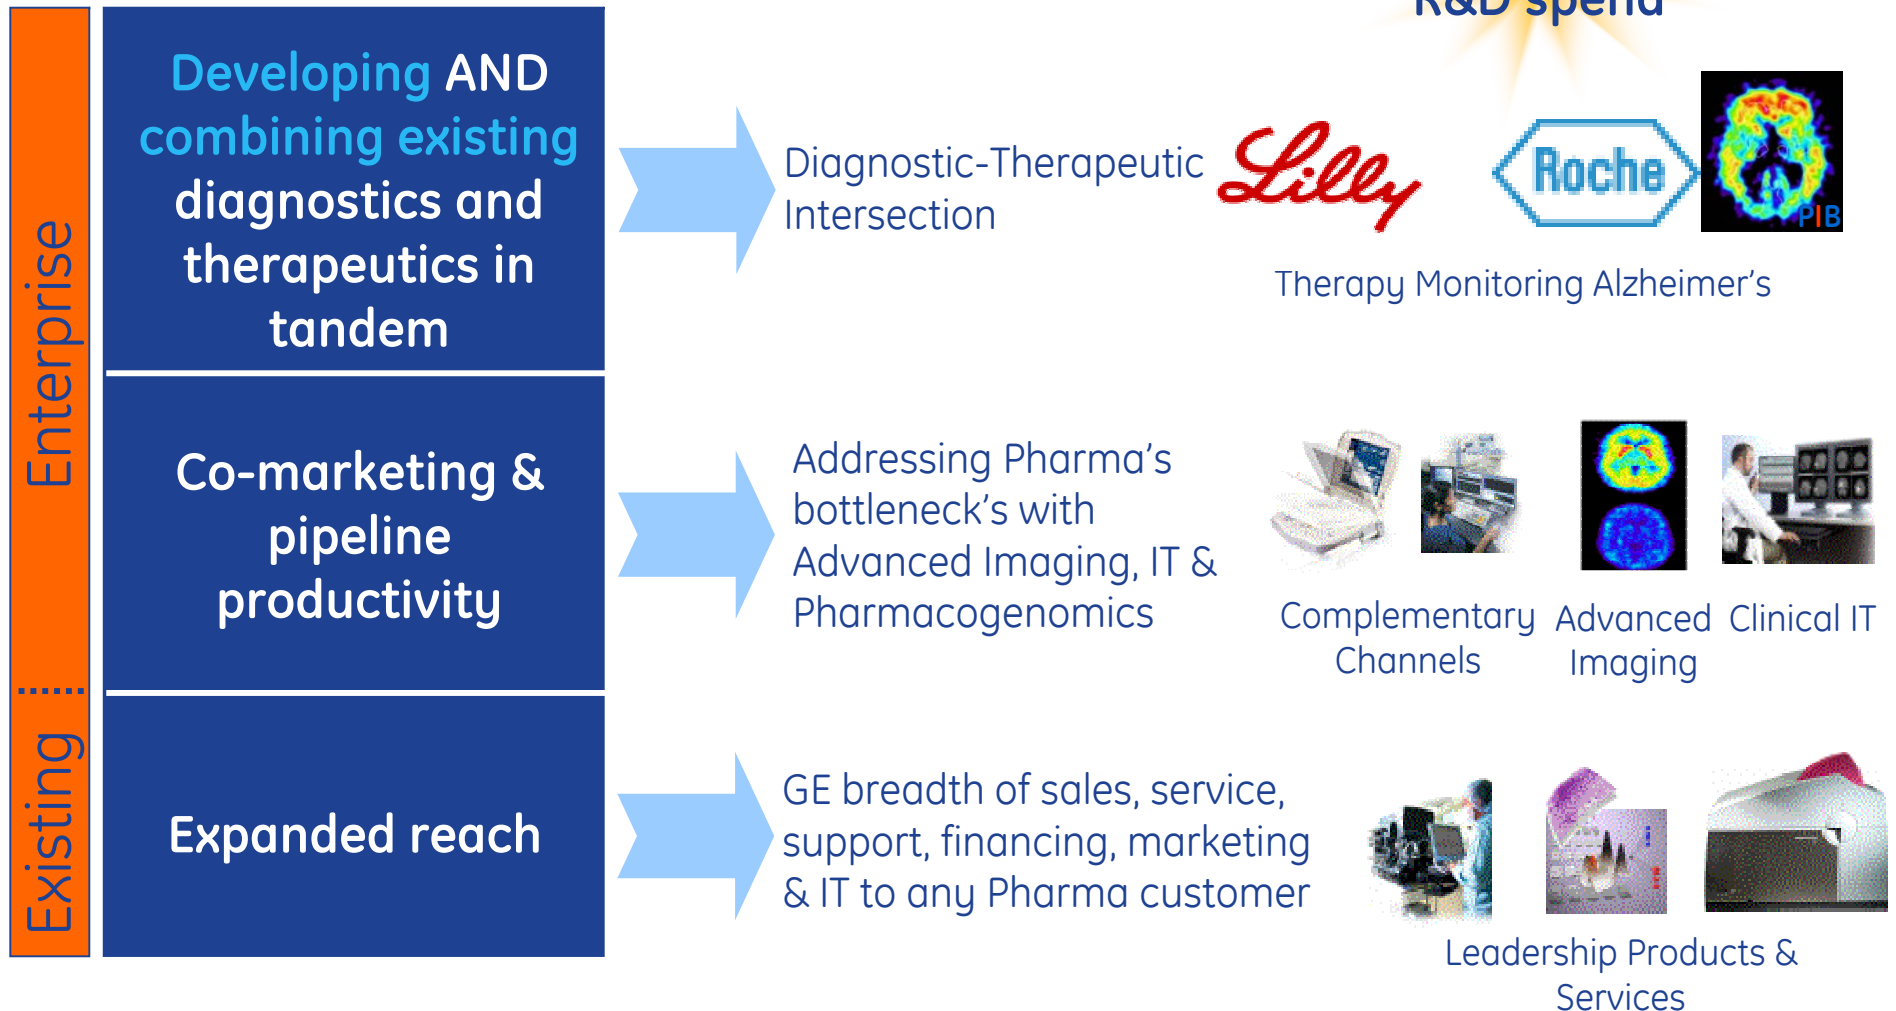 R&D spend
Enterprise
Existing
Developing AND
combining existing
diagnostics and
therapeutics in
tandem
Diagnostic-Therapeutic
Intersection
Lilly
Roche
PIB
Therapy Monitoring Alzheimer's
Co-marketing &
pipeline
productivity
Addressing Pharma's
bottleneck's with
Advanced Imaging, IT &
Pharmacogenomics
Complementary
Channels
Advanced
Imaging
Clinical IT
Expanded reach
GE breadth of sales, service,
support, financing, marketing
& IT to any Pharma customer
Leadership Products &
Services